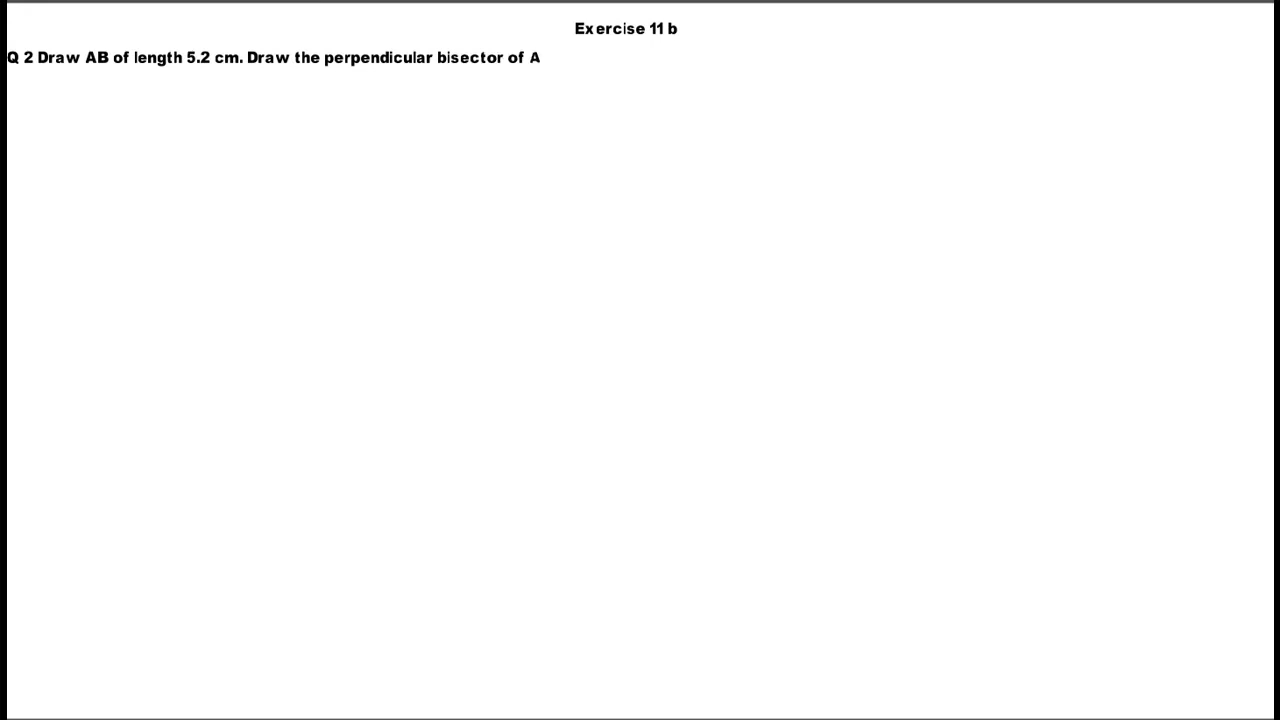 Exercise 11 b
Q 2 Draw AB of length 5.2 cm. Draw the perpendicular bisector of A